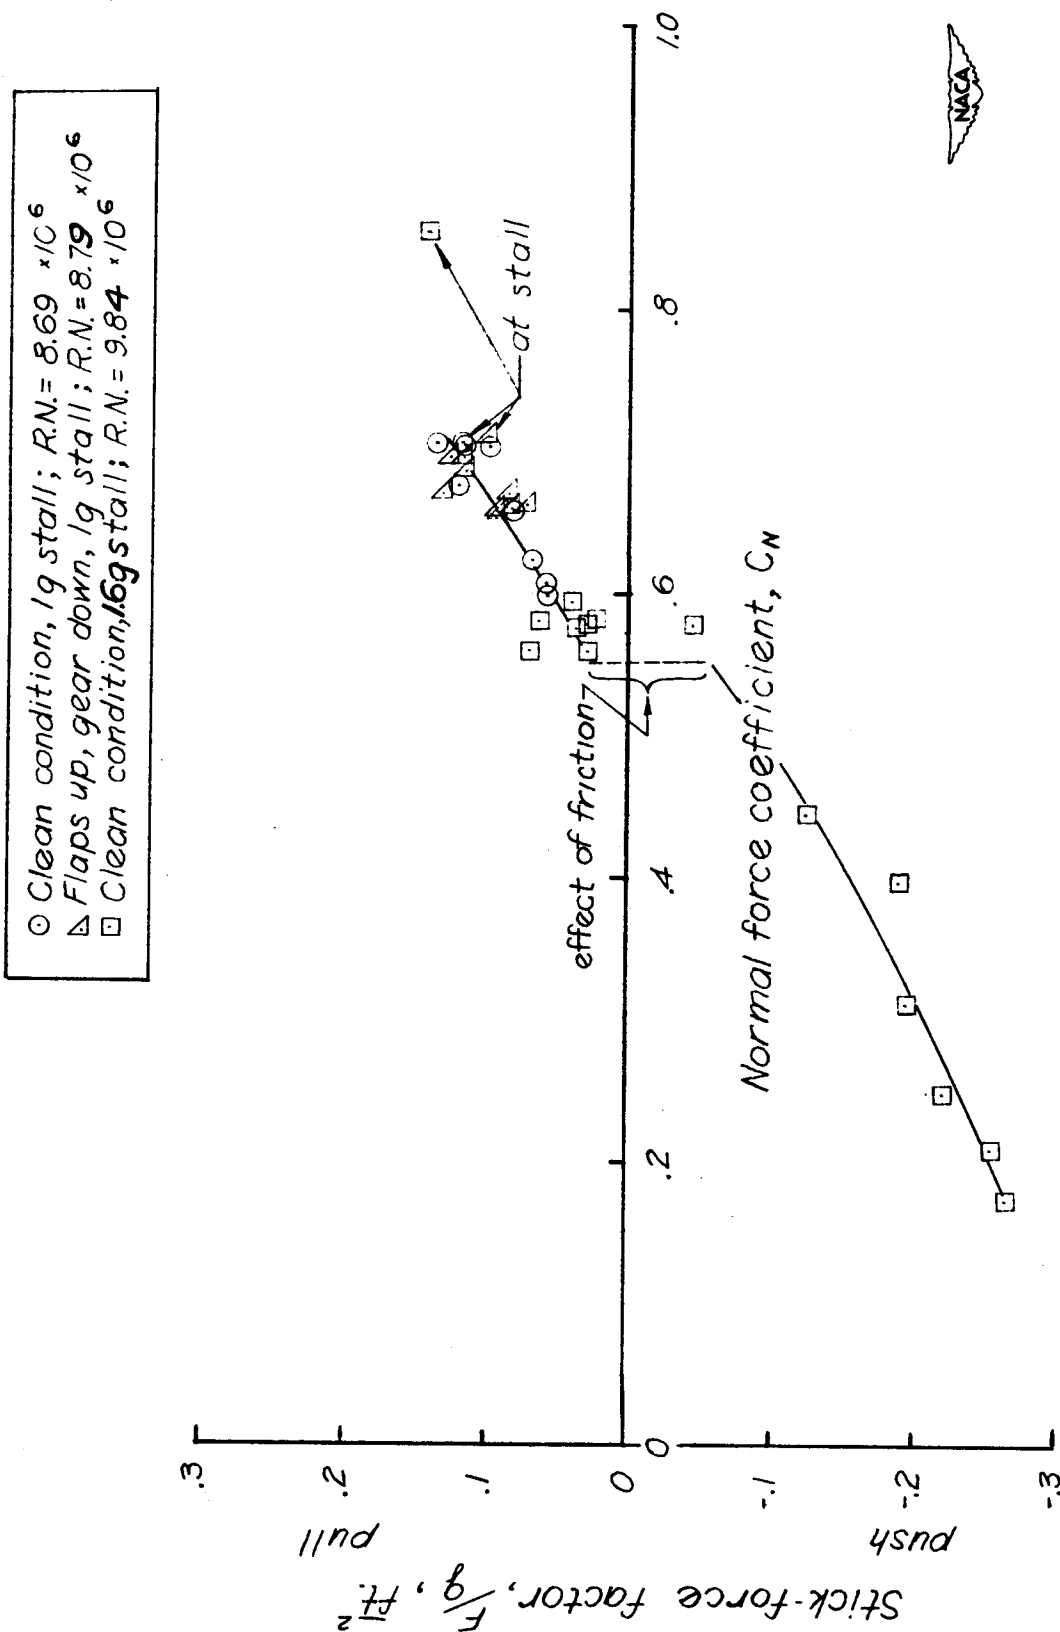 ⊙ Clean condition, 1g stall; R.N. = 8.69 ×10⁶
◬ Flaps up, gear down, 1g stall; R.N. = 8.79 ×10⁶
⊡ Clean condition, 1.6g stall; R.N. = 9.84 ×10⁶
Stick-force factor, F/q, ft.²
pull
push
.3
.2
.1
0
-.1
-.2
-.3
0
.2
.4
.6
.8
1.0
Normal force coefficient, C_N
effect of friction
at stall
NACA